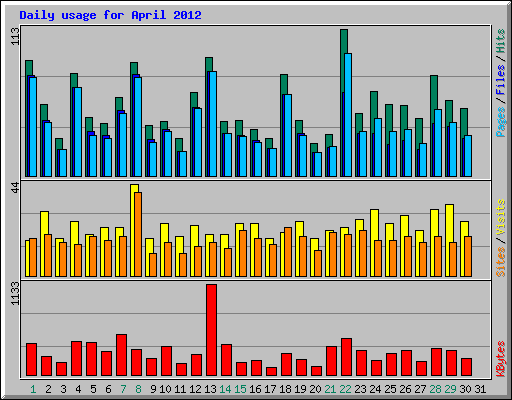 Daily usage for April 2012
113
Pages / Files / Hits
44
Sites / Visits
1133
KBytes
1 2 3 4 5 6 7 8 9 10 11 12 13 14 15 16 17 18 19 20 21 22 23 24 25 26 27 28 29 30 31